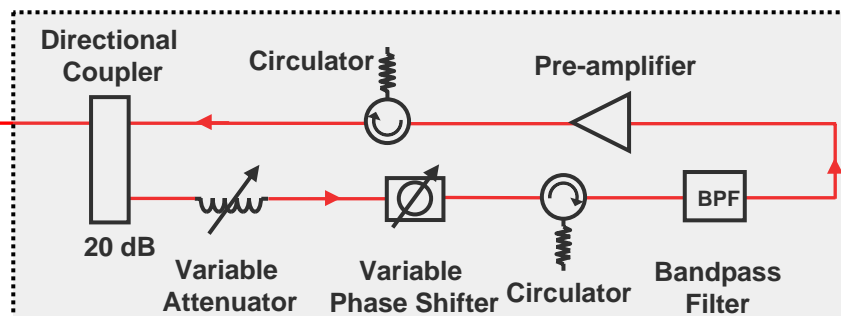 Directional
Coupler
Circulator
Pre-amplifier
20 dB
BPF
Variable
Attenuator
Variable
Phase Shifter
Circulator
Bandpass
Filter